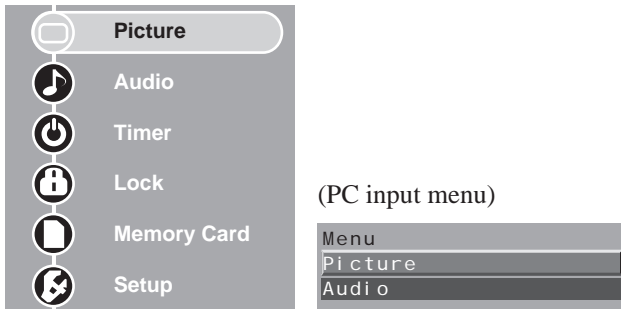 Picture
Audio
Timer
Lock
Memory Card
Setup
(PC input menu)
Menu
Picture
Audio